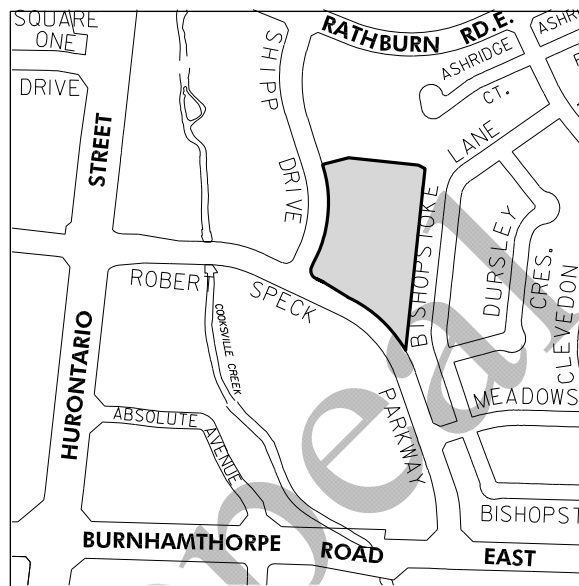 SQUARE
ONE
DRIVE
HURONTARIO STREET
SHIPP DRIVE
RATHBURN RD.E.
ASHRIDGE
CT.
ASHR
LANE
BISHOPSTOKE
DURSLEY
CRES.
CLEVEDON
ROBERT SPECK PARKWAY
COOKSVILLE CREEK
ABSOLUTE
AVENUE
MEADOWS
BISHOPST
BURNHAMTHORPE ROAD EAST